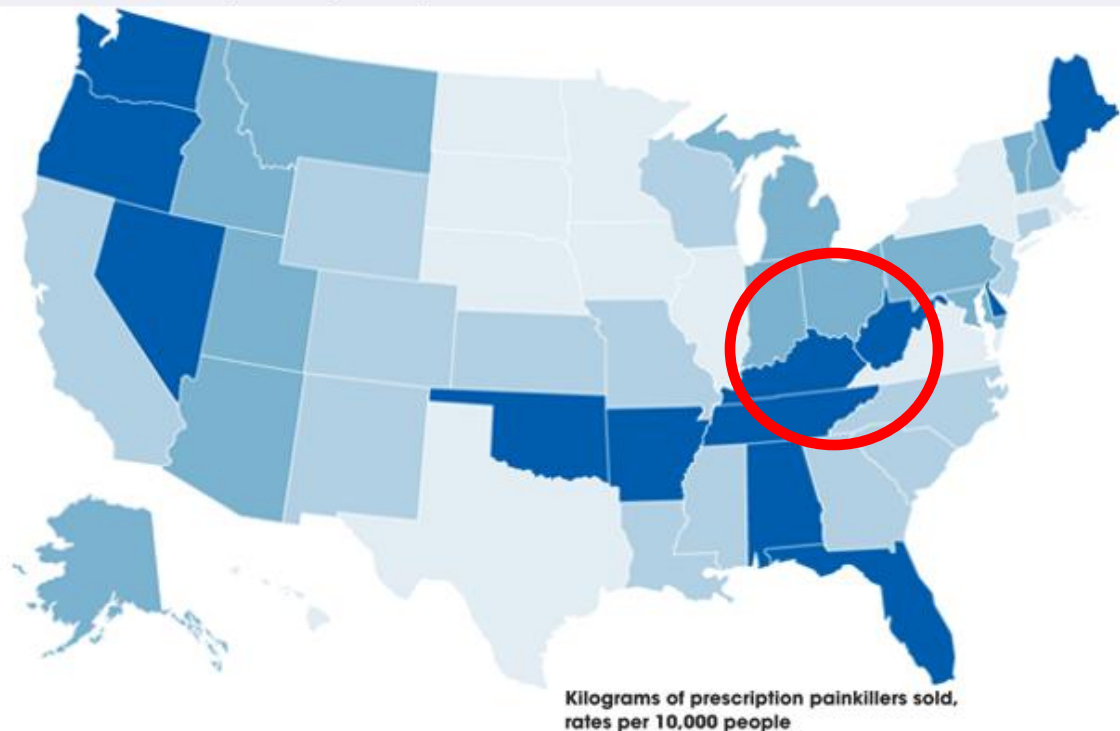 Kilograms of prescription painkillers sold,
rates per 10,000 people